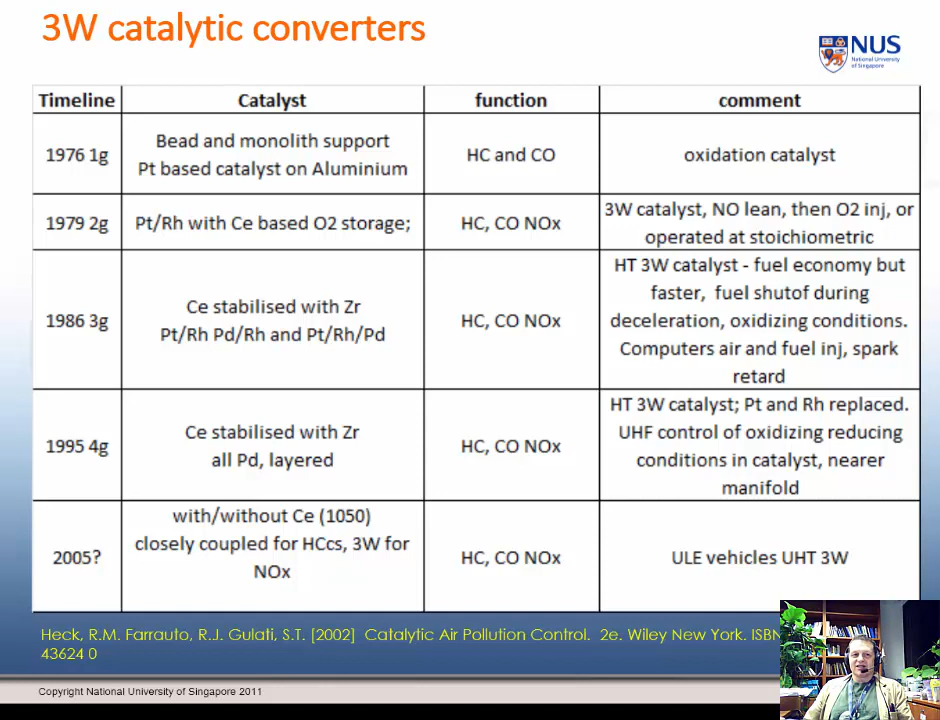 3W catalytic converters
NUS
National University
of Singapore
Timeline Catalyst function comment
1976 1g
Bead and monolith support
Pt based catalyst on Aluminium
HC and CO
oxidation catalyst
1979 2g
Pt/Rh with Ce based O2 storage;
HC, CO NOx
3W catalyst, NO lean, then O2 inj, or
operated at stoichiometric
1986 3g
Ce stabilised with Zr
Pt/Rh Pd/Rh and Pt/Rh/Pd
HC, CO NOx
HT 3W catalyst - fuel economy but
faster, fuel shutof during
deceleration, oxidizing conditions.
Computers air and fuel inj, spark
retard
1995 4g
Ce stabilised with Zr
all Pd, layered
HC, CO NOx
HT 3W catalyst; Pt and Rh replaced.
UHF control of oxidizing reducing
conditions in catalyst, nearer
manifold
2005?
with/without Ce (1050)
closely coupled for HCcs, 3W for
NOx
HC, CO NOx
ULE vehicles UHT 3W
Heck, R.M. Farrauto, R.J. Gulati, S.T. [2002] Catalytic Air Pollution Control. 2e. Wiley New York. ISBN
43624 0
Copyright National University of Singapore 2011